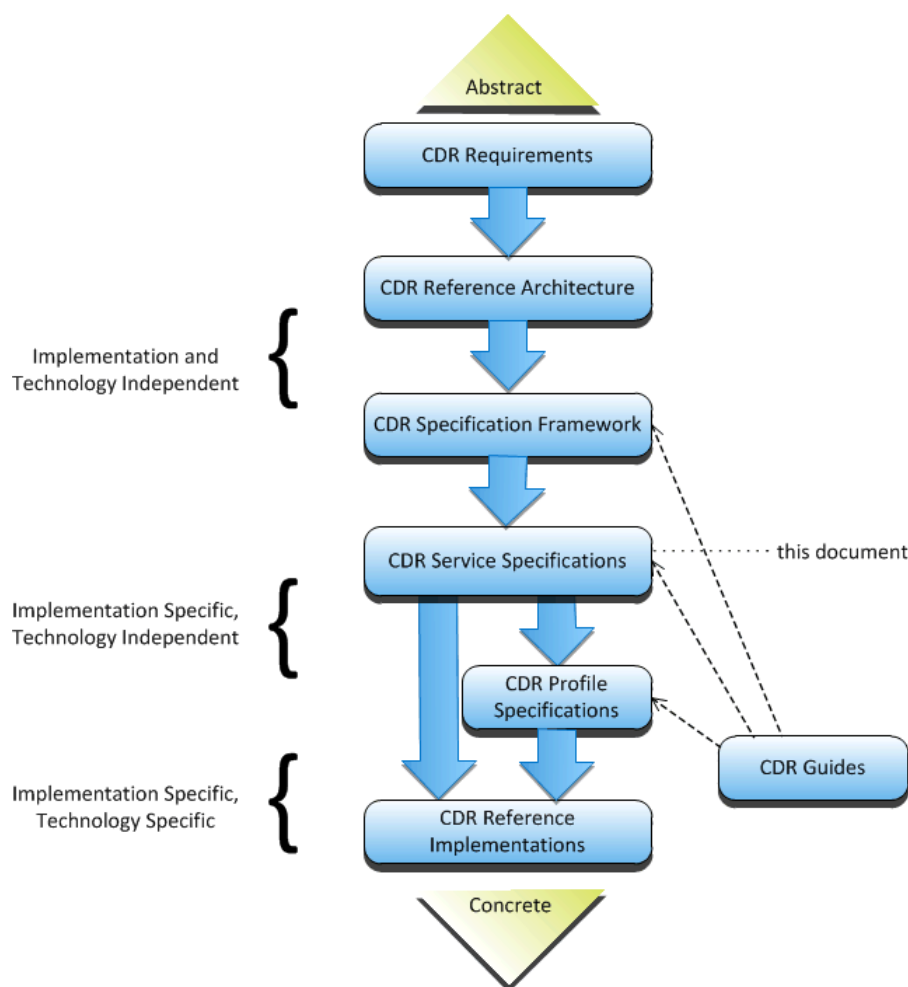 Abstract
CDR Requirements
CDR Reference Architecture
Implementation and
Technology Independent
{
CDR Specification Framework
CDR Service Specifications
this document
Implementation Specific,
Technology Independent
{
CDR Profile
Specifications
CDR Guides
Implementation Specific,
Technology Specific
{
CDR Reference
Implementations
Concrete